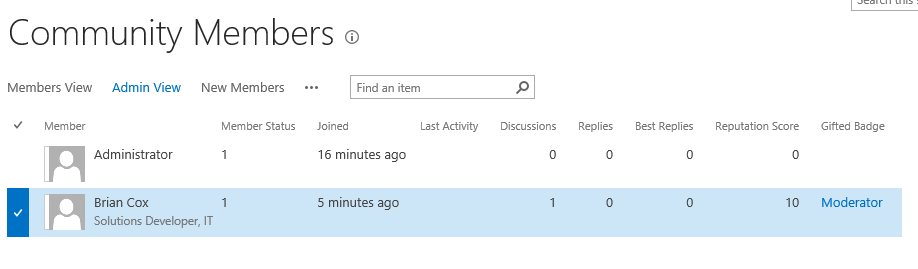 Search this
Community Members
Members View Admin View New Members ••• Find an item
Member Member Status Joined Last Activity Discussions Replies Best Replies Reputation Score Gifted Badge
Administrator 1 16 minutes ago 0 0 0 0
Brian Cox 1 5 minutes ago 1 0 0 10 Moderator
Solutions Developer, IT